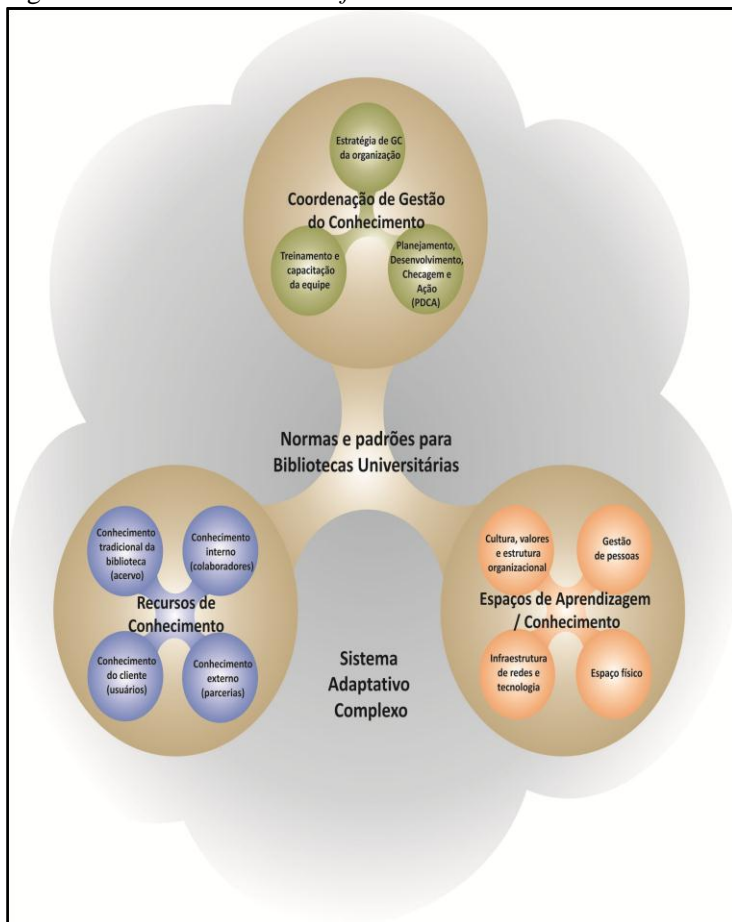 Estratégia de GC
da organização
Coordenação de Gestão
do Conhecimento
Treinamento e
capacitação
da equipe
Planejamento,
Desenvolvimento,
Checagem e
Ação
(PDCA)
Normas e padrões para
Bibliotecas Universitárias
Conhecimento
tradicional da
biblioteca
(acervo)
Conhecimento
interno
(colaboradores)
Recursos de
Conhecimento
Conhecimento
do cliente
(usuários)
Conhecimento
externo
(parcerias)
Cultura, valores
e estrutura
organizacional
Gestão
de pessoas
Espaços de Aprendizagem
/ Conhecimento
Infraestrutura
de redes e
tecnologia
Espaço físico
Sistema
Adaptativo
Complexo